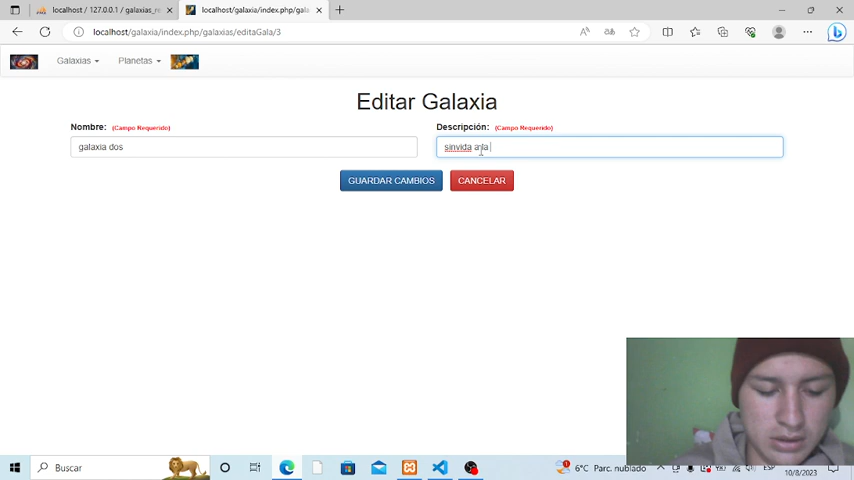 localhost / 127.0.0.1 / galaxias_re
localhost/galaxia/index.php/gala
localhost/galaxia/index.php/galaxias/editaGala/3
Galaxias
Planetas
Editar Galaxia
Nombre: (Campo Requerido)
Descripción: (Campo Requerido)
galaxia dos
sinvida
GUARDAR CAMBIOS
CANCELAR
Buscar
6°C Parc. nublado
ESP
10/8/2023